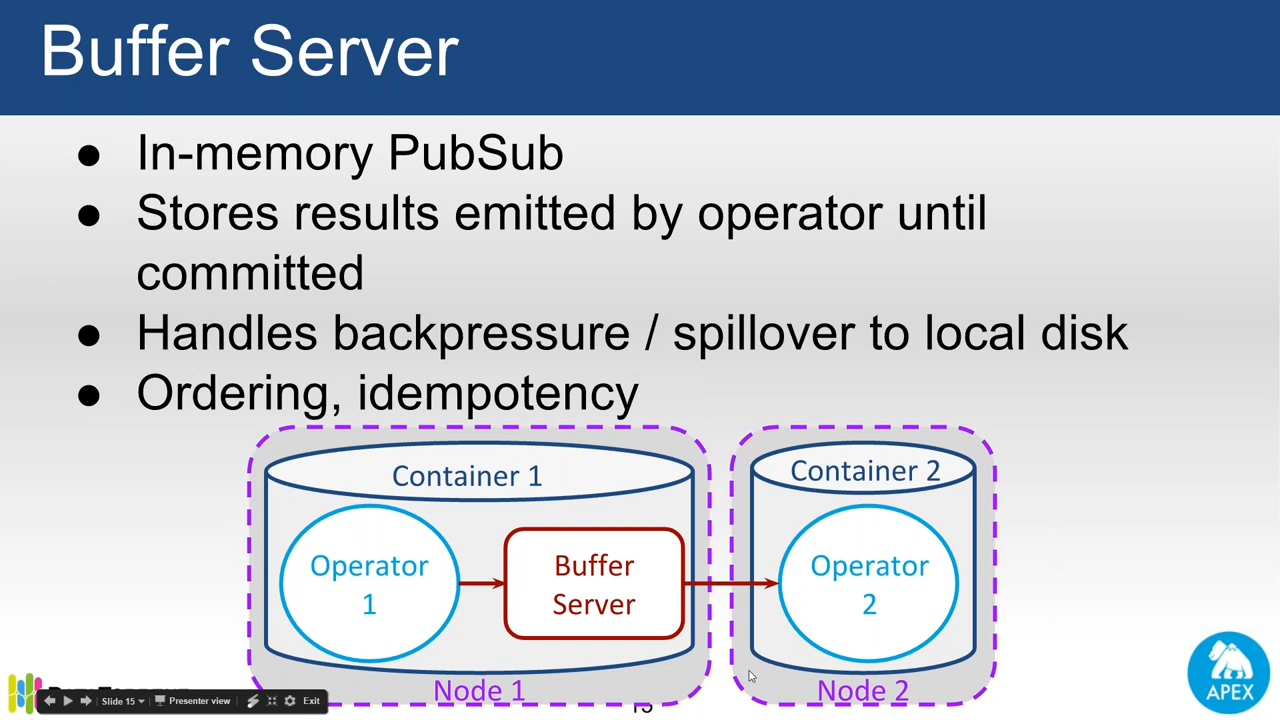 Buffer Server
● In-memory PubSub
● Stores results emitted by operator until
committed
● Handles backpressure / spillover to local disk
● Ordering, idempotency
Container 1
Container 2
Operator
1
Buffer
Server
Operator
2
Node 1
Node 2
Slide 15
Presenter view
Exit
APEX